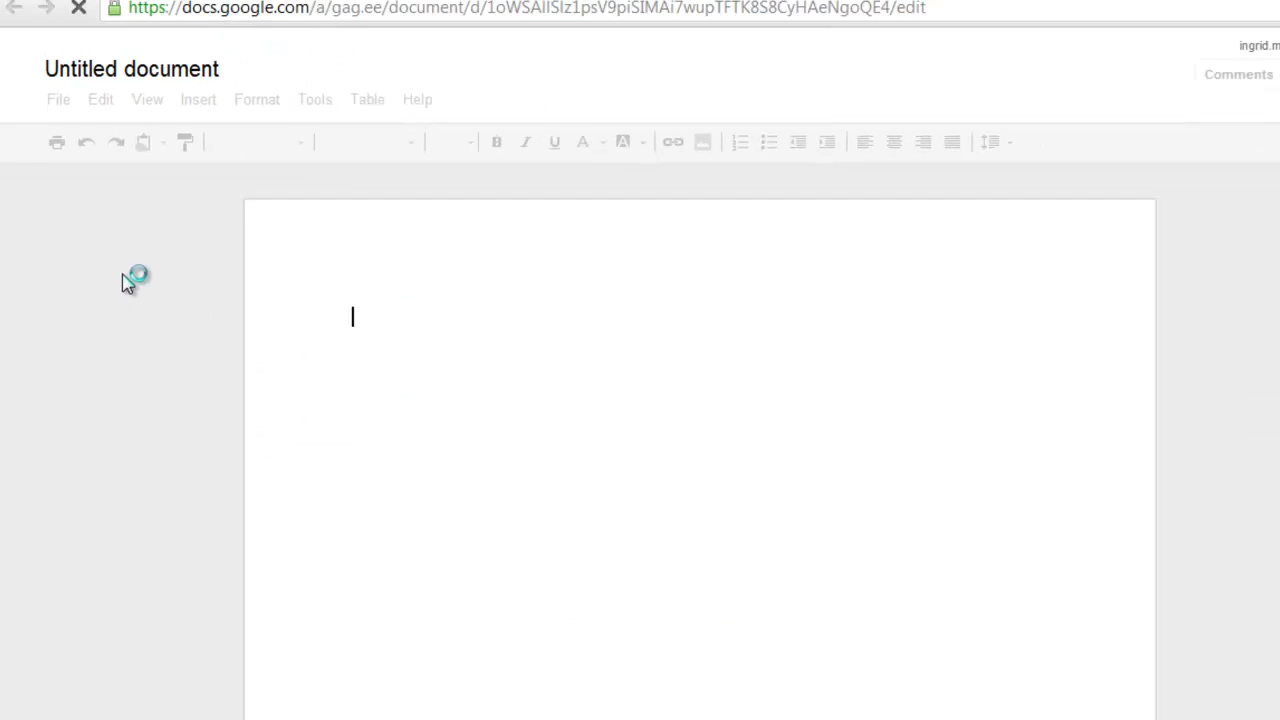 https://docs.google.com/a/gag.ee/document/d/1oWSAIISlz1psV9piSIMAi7wupTFTK8S8CyHAeNgoQE4/edit
ingrid.m
Untitled document
Comments
File Edit View Insert Format Tools Table Help
B I U A A